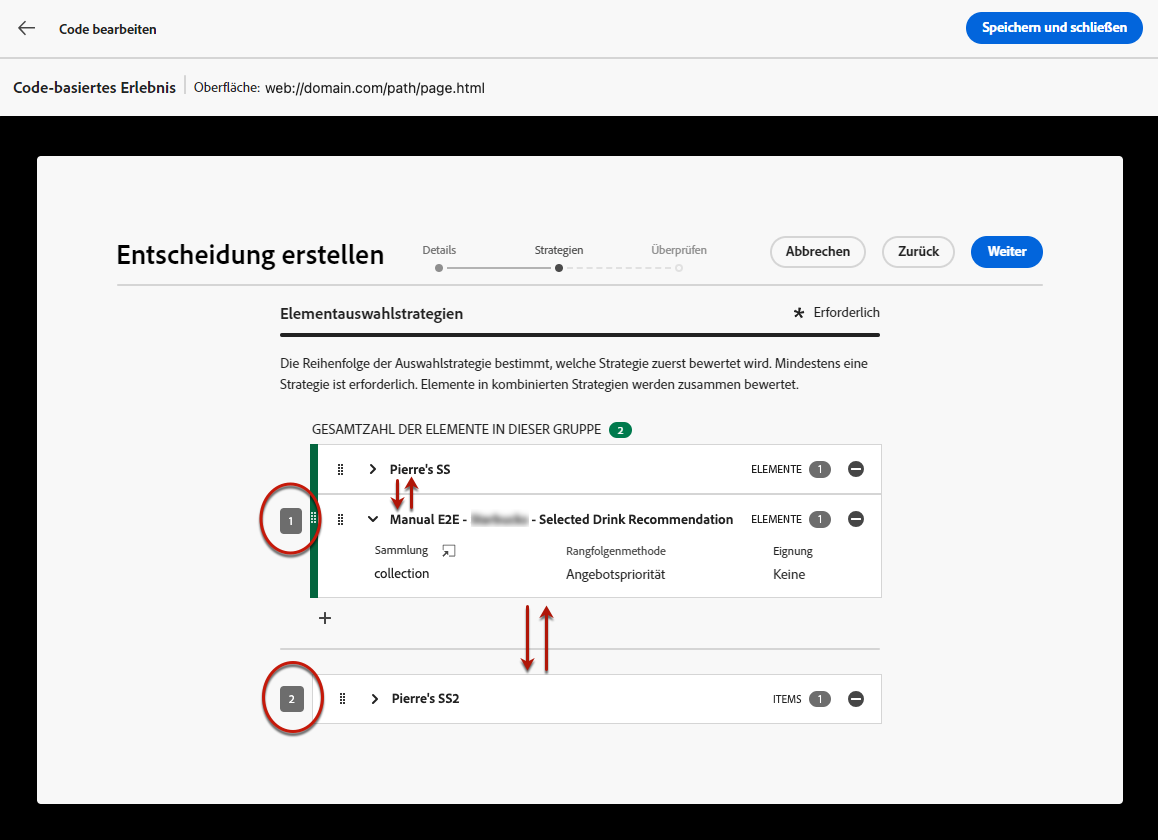 Code bearbeiten
Speichern und schließen
Code-basiertes Erlebnis
Oberfläche: web://domain.com/path/page.html
Entscheidung erstellen
Details
Strategien
Überprüfen
Abbrechen
Zurück
Weiter
Elementauswahlstrategien
* Erforderlich
Die Reihenfolge der Auswahlstrategie bestimmt, welche Strategie zuerst bewertet wird. Mindestens eine
Strategie ist erforderlich. Elemente in kombinierten Strategien werden zusammen bewertet.
GESAMTZAHL DER ELEMENTE IN DIESER GRUPPE 2
Pierre's SS
ELEMENTE 1
1
Manual E2E - - Selected Drink Recommendation
ELEMENTE 1
Sammlung
Rangfolgenmethode
Eignung
collection
Angebotspriorität
Keine
2
Pierre's SS2
ITEMS 1